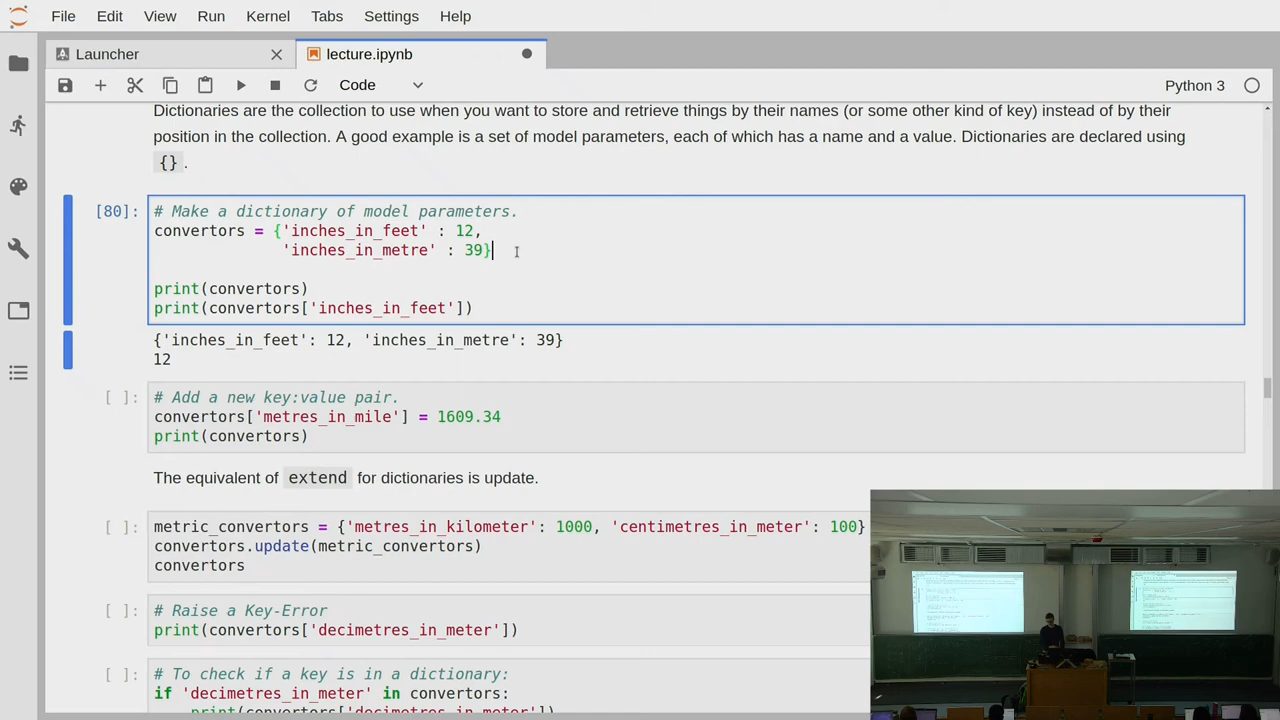 File Edit View Run Kernel Tabs Settings Help
Launcher
lecture.ipynb
Code
Python 3
Dictionaries are the collection to use when you want to store and retrieve things by their names (or some other kind of key) instead of by their
position in the collection. A good example is a set of model parameters, each of which has a name and a value. Dictionaries are declared using
{} .
[80]:
# Make a dictionary of model parameters.
convertors = {'inches_in_feet' : 12,
'inches_in_metre' : 39}
print(convertors)
print(convertors['inches_in_feet'])
{'inches_in_feet': 12, 'inches_in_metre': 39}
12
[ ]:
# Add a new key:value pair.
convertors['metres_in_mile'] = 1609.34
print(convertors)
The equivalent of extend for dictionaries is update.
[ ]:
metric_convertors = {'metres_in_kilometer': 1000, 'centimetres_in_meter': 100}
convertors.update(metric_convertors)
convertors
[ ]:
# Raise a Key-Error
print(convertors['decimetres_in_meter'])
[ ]:
# To check if a key is in a dictionary:
if 'decimetres_in_meter' in convertors:
print(convertors['decimetres_in_meter'])